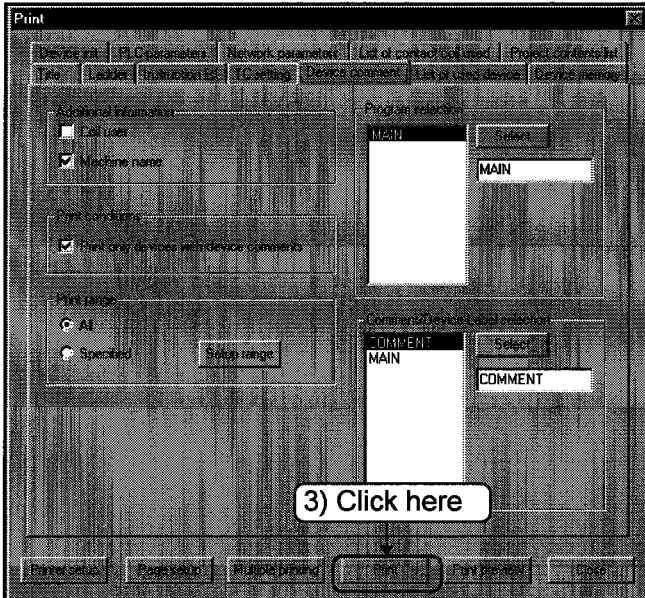 Print
Device init PLC parameters Network parameters List of contact coil used Project contents list
Title Ladder Instruction list TC setting Device comment List of used device Device memory
Additional information
Coil user
Machine name
Print conditions
Print only devices with device comments
Print range
All
Specified
Setup range
Program selection
MAIN
Select
MAIN
Comment/Device Label selection
COMMENT
MAIN
Select
COMMENT
3) Click here
Printer setup Page setup Multiple printing Print Print preview Close